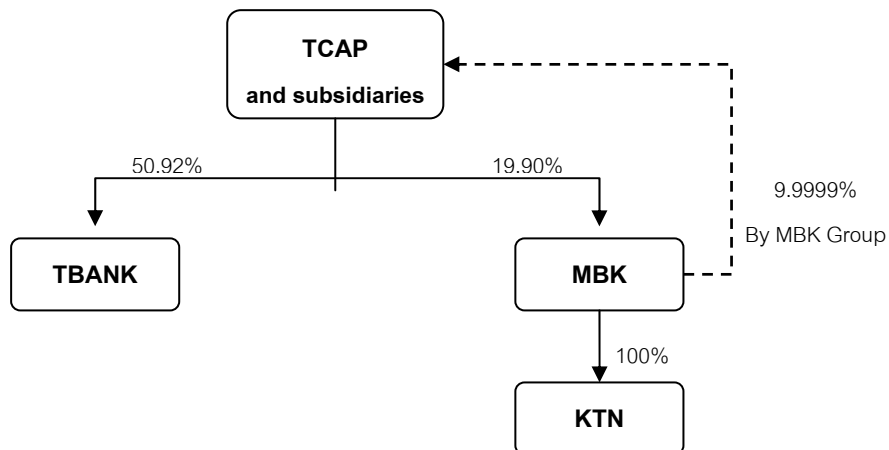 TCAP
and subsidiaries
50.92%
19.90%
9.9999%
By MBK Group
TBANK
MBK
100%
KTN